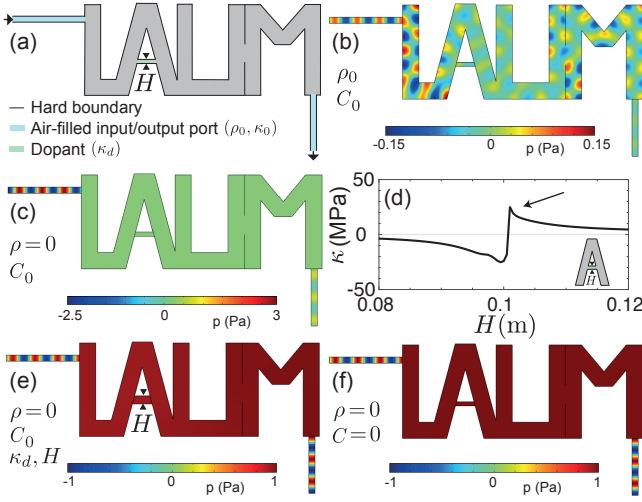 (a)
H
Hard boundary
Air-filled input/output port (ρ₀, κ₀)
Dopant (κd)
(b)
ρ₀
C₀
-0.15 0.15
p (Pa)
(c)
ρ=0
C₀
-2.5 0 3
p (Pa)
(d)
κ (MPa)
50
0
-50
0.08 0.1 0.12
H(m)
H
(e)
H
ρ=0
C₀
κd, H
-1 0 1
p (Pa)
(f)
ρ=0
C=0
-1 0 1
p (Pa)